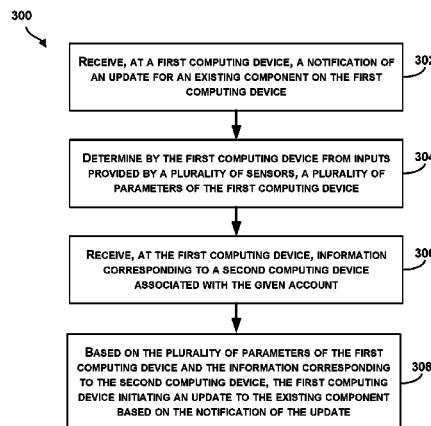 300
RECEIVE, AT A FIRST COMPUTING DEVICE, A NOTIFICATION OF
AN UPDATE FOR AN EXISTING COMPONENT ON THE FIRST
COMPUTING DEVICE
302
DETERMINE BY THE FIRST COMPUTING DEVICE FROM INPUTS
PROVIDED BY A PLURALITY OF SENSORS, A PLURALITY OF
PARAMETERS OF THE FIRST COMPUTING DEVICE
304
RECEIVE, AT THE FIRST COMPUTING DEVICE, INFORMATION
CORRESPONDING TO A SECOND COMPUTING DEVICE
ASSOCIATED WITH THE GIVEN ACCOUNT
306
BASED ON THE PLURALITY OF PARAMETERS OF THE FIRST
COMPUTING DEVICE AND THE INFORMATION CORRESPONDING
TO THE SECOND COMPUTING DEVICE, THE FIRST COMPUTING
DEVICE INITIATING AN UPDATE TO THE EXISTING COMPONENT
BASED ON THE NOTIFICATION OF THE UPDATE
308